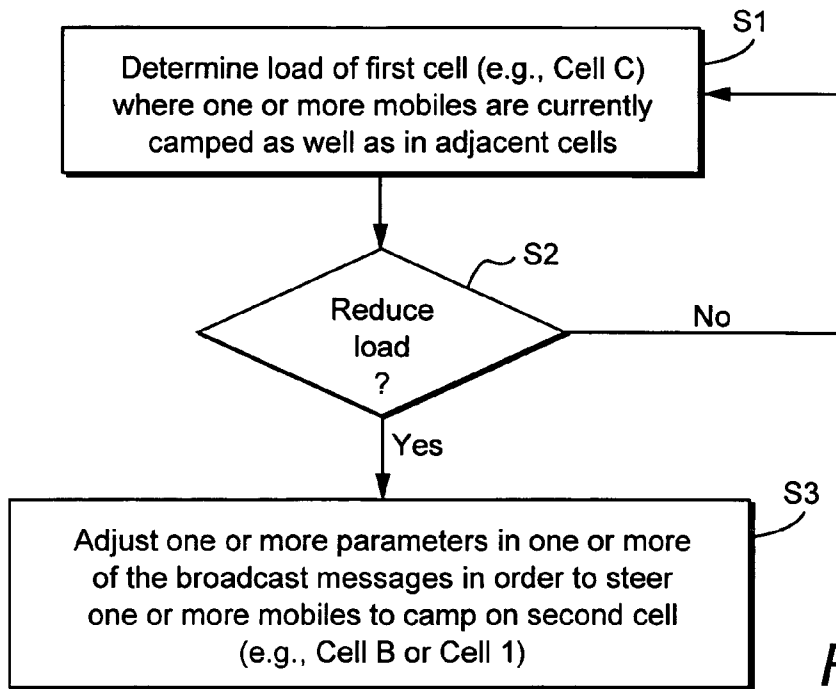 S1
Determine load of first cell (e.g., Cell C)
where one or more mobiles are currently
camped as well as in adjacent cells
S2
Reduce
load
?
No
Yes
S3
Adjust one or more parameters in one or more
of the broadcast messages in order to steer
one or more mobiles to camp on second cell
(e.g., Cell B or Cell 1)